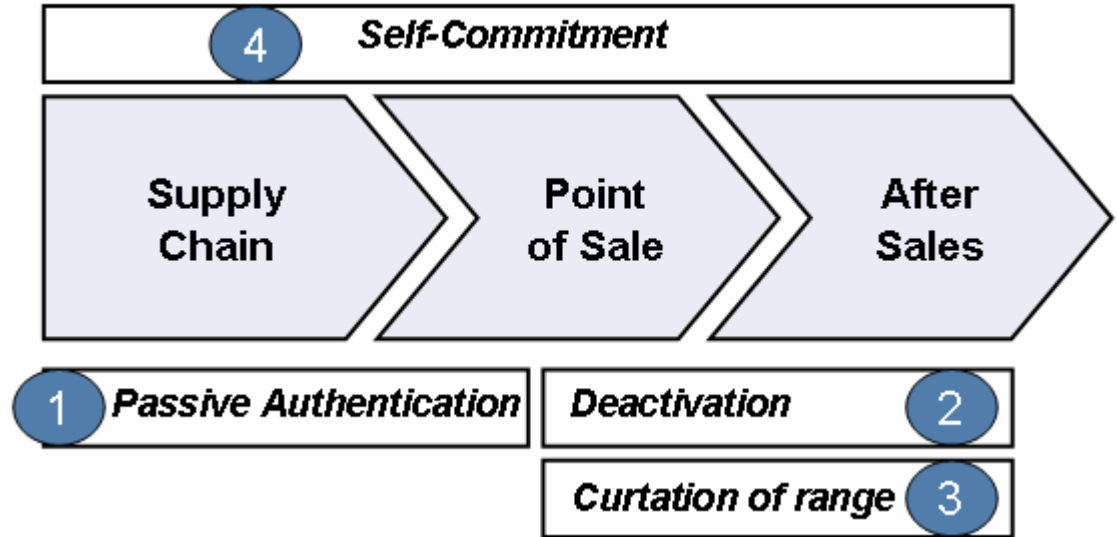 4 Self-Commitment
Supply
Chain
Point
of Sale
After
Sales
1 Passive Authentication
Deactivation 2
Curtation of range 3